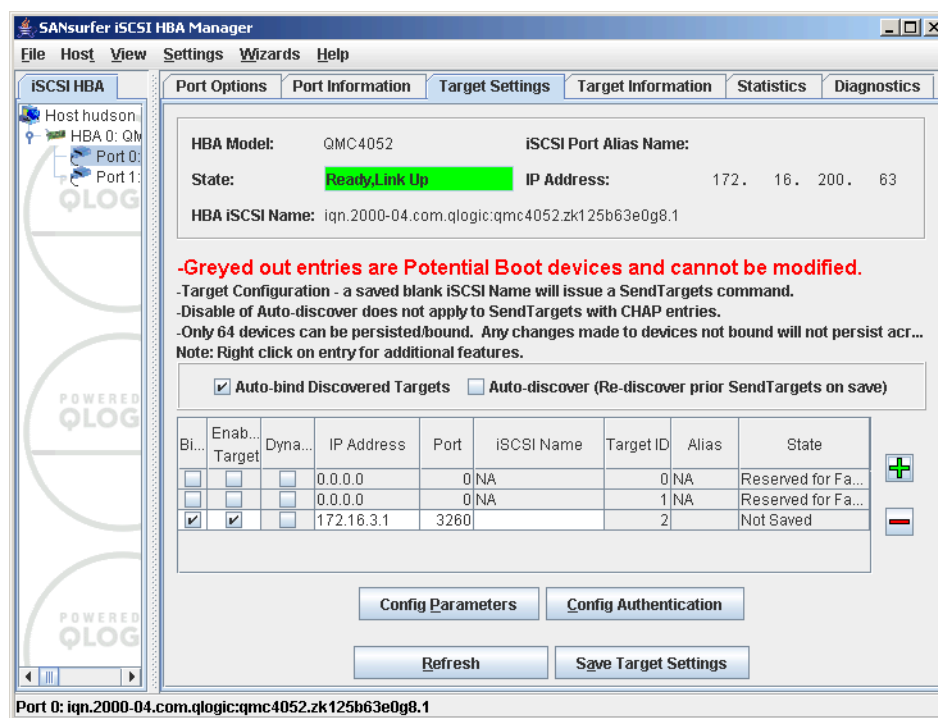 SANsurfer iSCSI HBA Manager
File Host View Settings Wizards Help
iSCSI HBA
Port Options Port Information Target Settings Target Information Statistics Diagnostics
Host hudson
HBA 0: QM
Port 0:
Port 1:
HBA Model: QMC4052 iSCSI Port Alias Name:
State: Ready,Link Up IP Address: 172. 16. 200. 63
HBA iSCSI Name: iqn.2000-04.com.qlogic:qmc4052.zk125b63e0g8.1
-Greyed out entries are Potential Boot devices and cannot be modified.
-Target Configuration - a saved blank iSCSI Name will issue a SendTargets command.
-Disable of Auto-discover does not apply to SendTargets with CHAP entries.
-Only 64 devices can be persisted/bound. Any changes made to devices not bound will not persist acr...
Note: Right click on entry for additional features.
Auto-bind Discovered Targets Auto-discover (Re-discover prior SendTargets on save)
Bi... Enab... Target Dyna... IP Address Port iSCSI Name Target ID Alias State
0.0.0.0 0 NA 0 NA Reserved for Fa...
0.0.0.0 0 NA 1 NA Reserved for Fa...
172.16.3.1 3260 2 Not Saved
Config Parameters Config Authentication
Refresh Save Target Settings
QLOG
POWERED
QLOG
POWERED
QLOG
Port 0: iqn.2000-04.com.qlogic:qmc4052.zk125b63e0g8.1